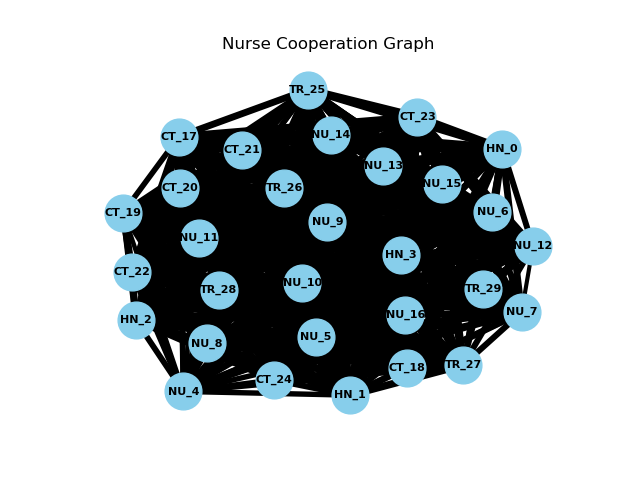 Nurse Cooperation Graph
TR_25
CT_23
CT_17
NU_14
CT_21
HN_0
NU_13
NU_15
CT_20
TR_26
CT_19
NU_6
NU_9
NU_11
NU_12
HN_3
CT_22
NU_10
TR_28
TR_29
NU_7
NU_16
HN_2
NU_5
NU_8
TR_27
CT_18
CT_24
NU_4
HN_1